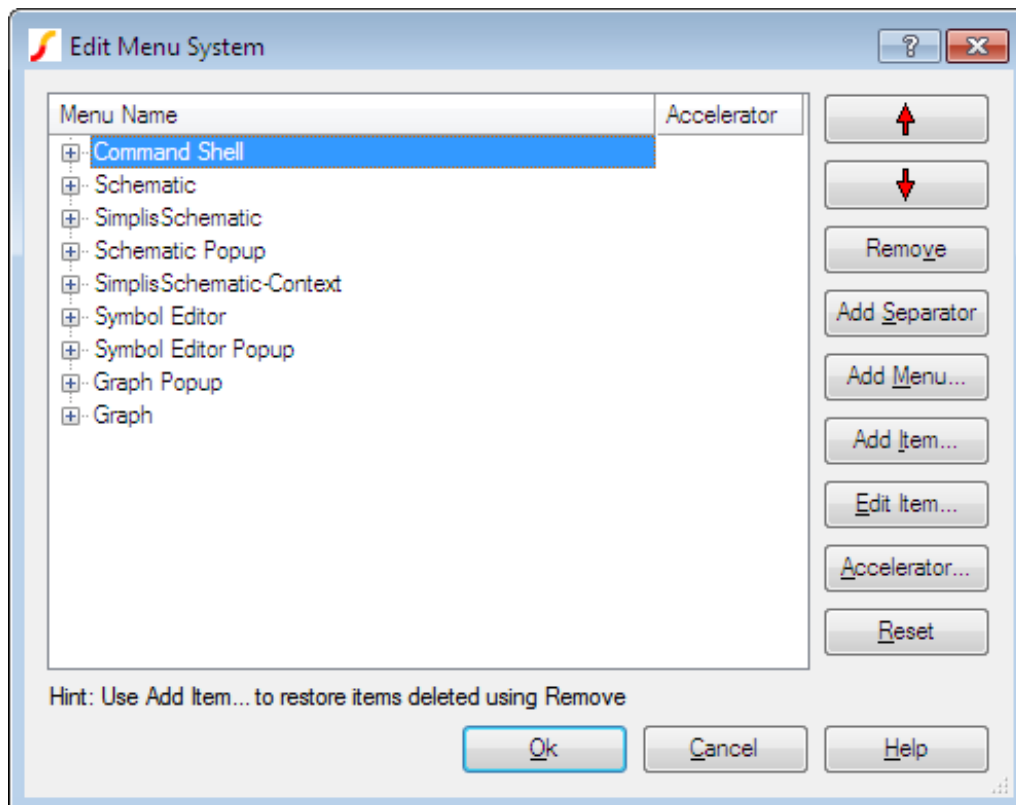 Edit Menu System
Menu Name Accelerator
Command Shell
Schematic
SimplisSchematic
Schematic Popup
SimplisSchematic-Context
Symbol Editor
Symbol Editor Popup
Graph Popup
Graph
Remove
Add Separator
Add Menu...
Add Item...
Edit Item...
Accelerator...
Reset
Hint: Use Add Item... to restore items deleted using Remove
Ok Cancel Help